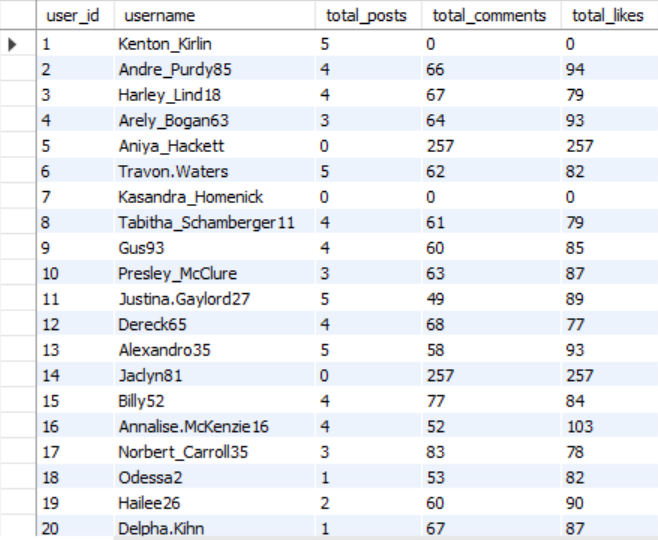 user_id username total_posts total_comments total_likes
1 Kenton_Kirlin 5 0 0
2 Andre_Purdy85 4 66 94
3 Harley_Lind18 4 67 79
4 Arely_Bogan63 3 64 93
5 Aniya_Hackett 0 257 257
6 Travon.Waters 5 62 82
7 Kasandra_Homenick 0 0 0
8 Tabitha_Schamberger11 4 61 79
9 Gus93 4 60 85
10 Presley_McClure 3 63 87
11 Justina.Gaylord27 5 49 89
12 Dereck65 4 68 77
13 Alexandro35 5 58 93
14 Jaclyn81 0 257 257
15 Billy52 4 77 84
16 Annalise.McKenzie16 4 52 103
17 Norbert_Carroll35 3 83 78
18 Odessa2 1 53 82
19 Hailee26 2 60 90
20 Delpha.Kihn 1 67 87